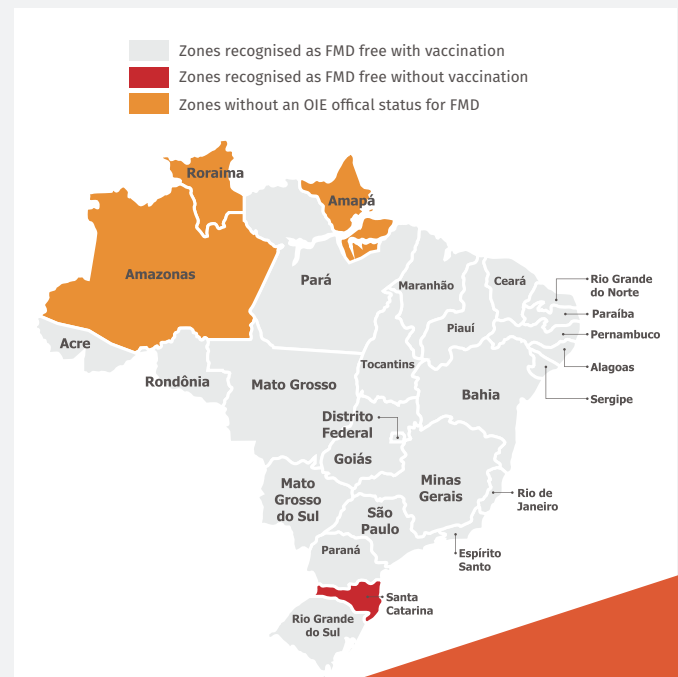 Zones recognised as FMD free with vaccination
Zones recognised as FMD free without vaccination
Zones without an OIE offical status for FMD
Roraima
Amapá
Amazonas
Pará
Maranhão
Ceará
Rio Grande
do Norte
Paraíba
Piauí
Pernambuco
Acre
Rondônia
Mato Grosso
Tocantins
Alagoas
Bahia
Sergipe
Distrito
Federal
Goiás
Minas
Gerais
Mato
Grosso
do Sul
São
Paulo
Rio de
Janeiro
Paraná
Espírito
Santo
Santa
Catarina
Rio Grande
do Sul